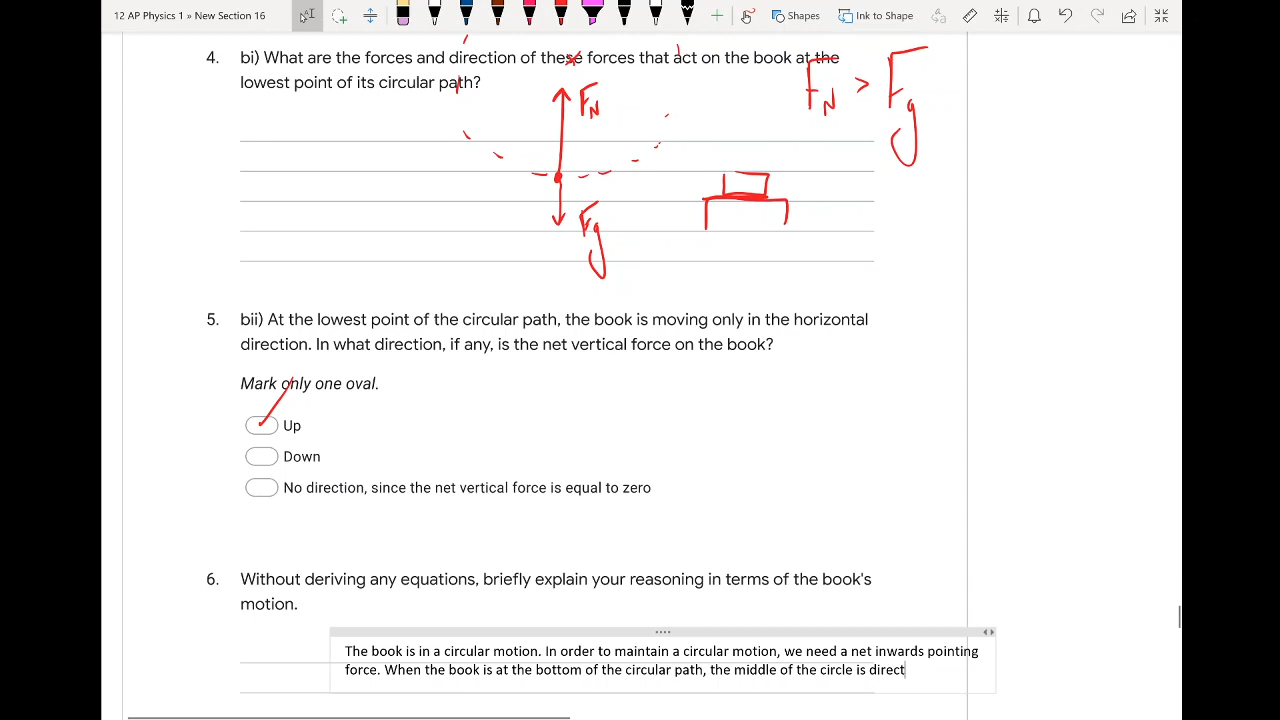 12 AP Physics 1 » New Section 16
Shapes
Ink to Shape
4. bi) What are the forces and direction of these forces that act on the book at the
lowest point of its circular path?
FN > Fg
FN
Fg
5. bii) At the lowest point of the circular path, the book is moving only in the horizontal
direction. In what direction, if any, is the net vertical force on the book?
Mark only one oval.
Up
Down
No direction, since the net vertical force is equal to zero
6. Without deriving any equations, briefly explain your reasoning in terms of the book's
motion.
The book is in a circular motion. In order to maintain a circular motion, we need a net inwards pointing
force. When the book is at the bottom of the circular path, the middle of the circle is direct